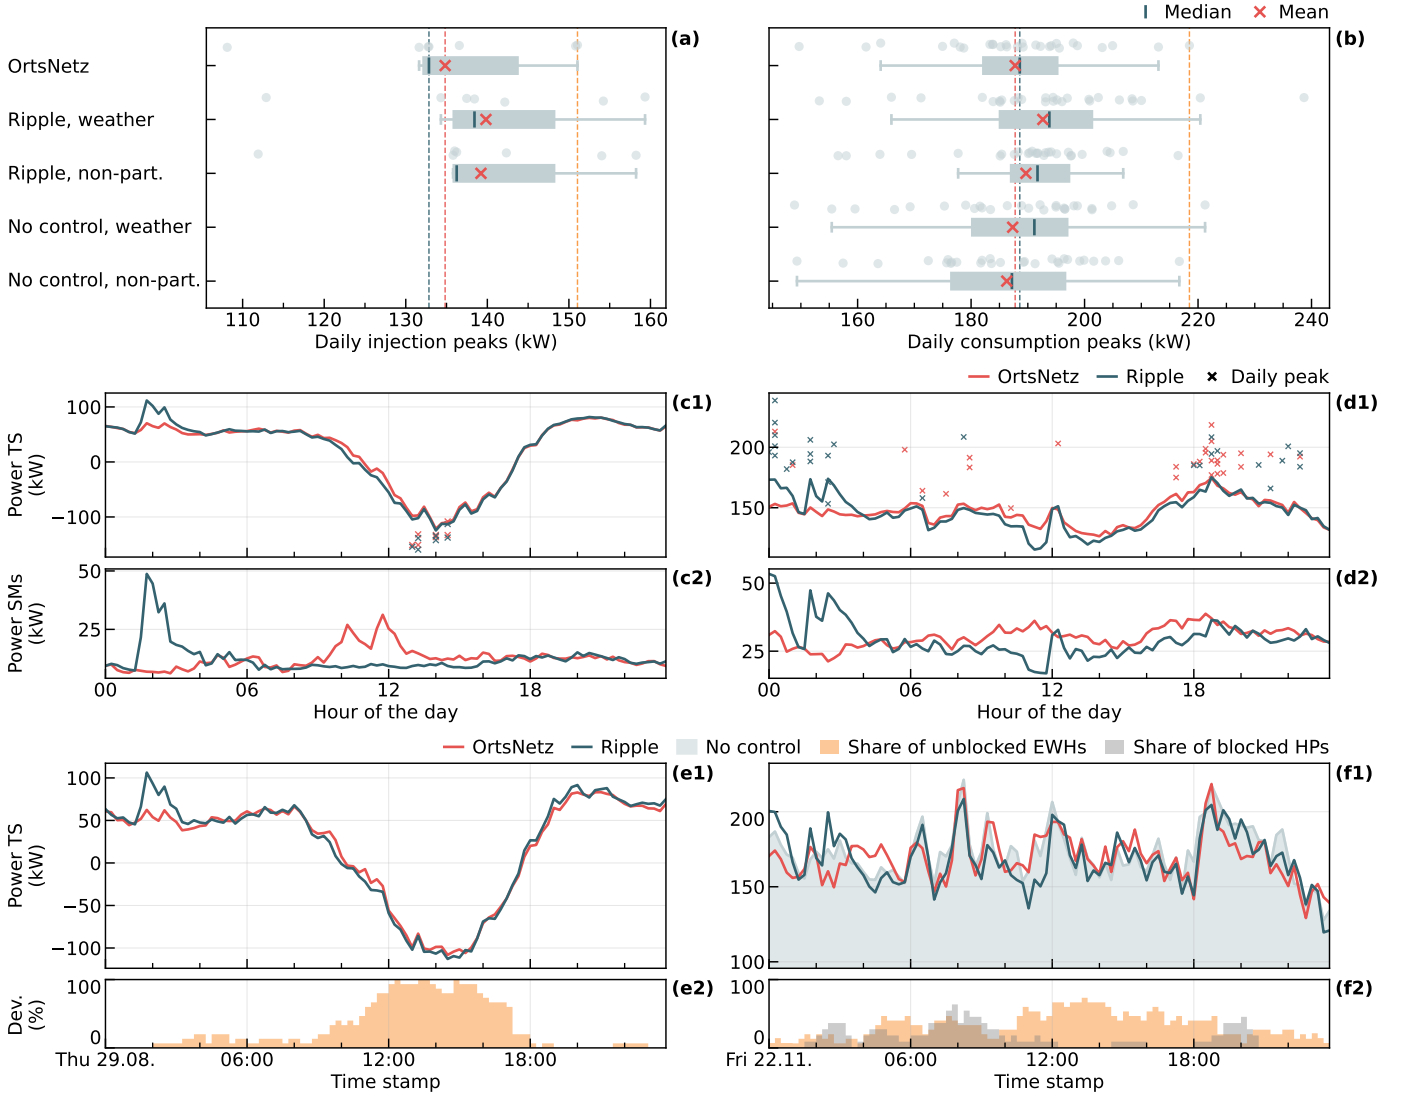 Median Mean
(a)
(b)
OrtsNetz
Ripple, weather
Ripple, non-part.
No control, weather
No control, non-part.
110 120 130 140 150 160
Daily injection peaks (kW)
160 180 200 220 240
Daily consumption peaks (kW)
OrtsNetz Ripple Daily peak
(c1)
100
0
−100
Power TS
(kW)
(d1)
200
150
(c2)
50
25
Power SMs
(kW)
00 06 12 18
Hour of the day
(d2)
50
25
00 06 12 18
Hour of the day
OrtsNetz Ripple No control Share of unblocked EWHs Share of blocked HPs
(e1)
100
50
0
−50
−100
Power TS
(kW)
(f1)
200
150
100
(e2)
100
0
Dev.
(%)
Thu 29.08. 06:00 12:00 18:00
Time stamp
(f2)
100
0
Fri 22.11. 06:00 12:00 18:00
Time stamp